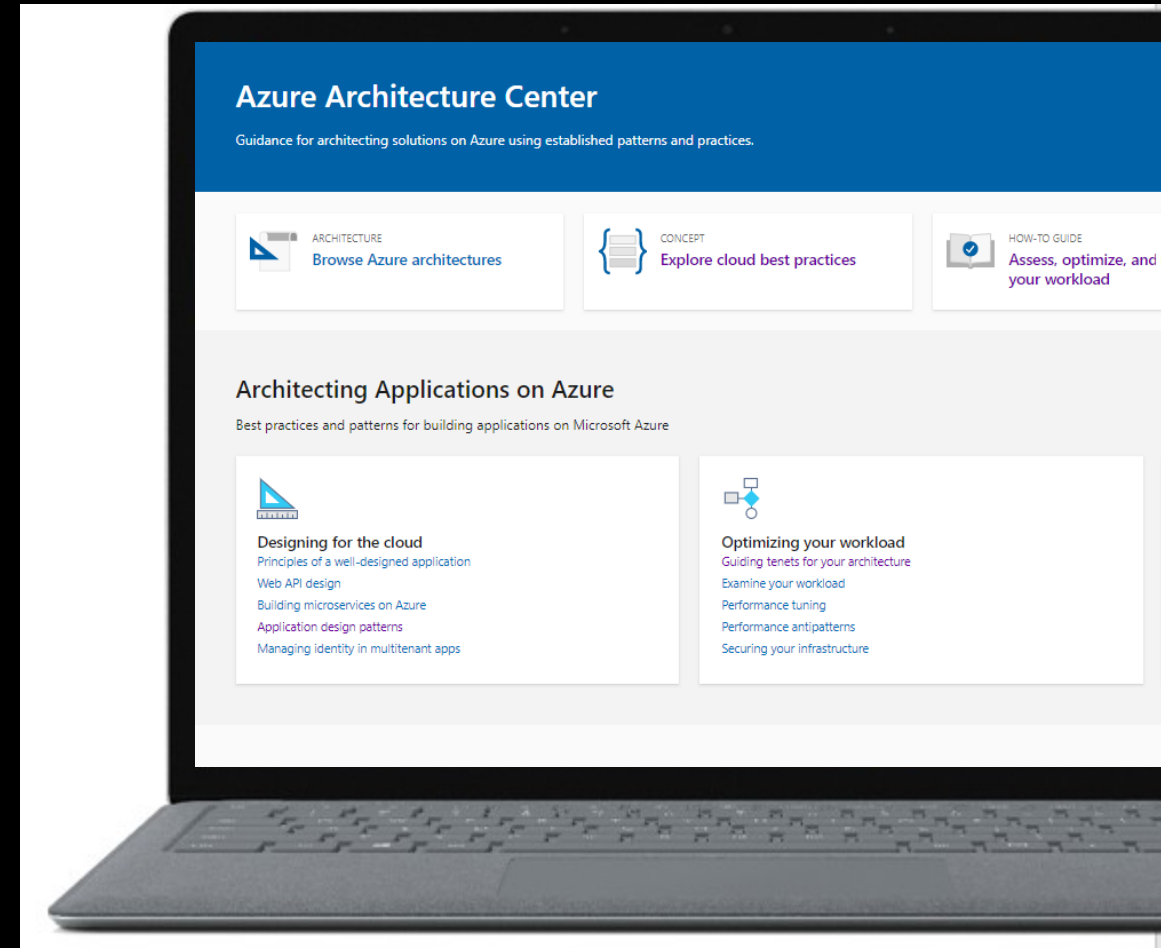 Azure Architecture Center
Guidance for architecting solutions on Azure using established patterns and practices.
ARCHITECTURE
Browse Azure architectures
CONCEPT
Explore cloud best practices
HOW-TO GUIDE
Assess, optimize, and
your workload
Architecting Applications on Azure
Best practices and patterns for building applications on Microsoft Azure
Designing for the cloud
Principles of a well-designed application
Web API design
Building microservices on Azure
Application design patterns
Managing identity in multitenant apps
Optimizing your workload
Guiding tenets for your architecture
Examine your workload
Performance tuning
Performance antipatterns
Securing your infrastructure